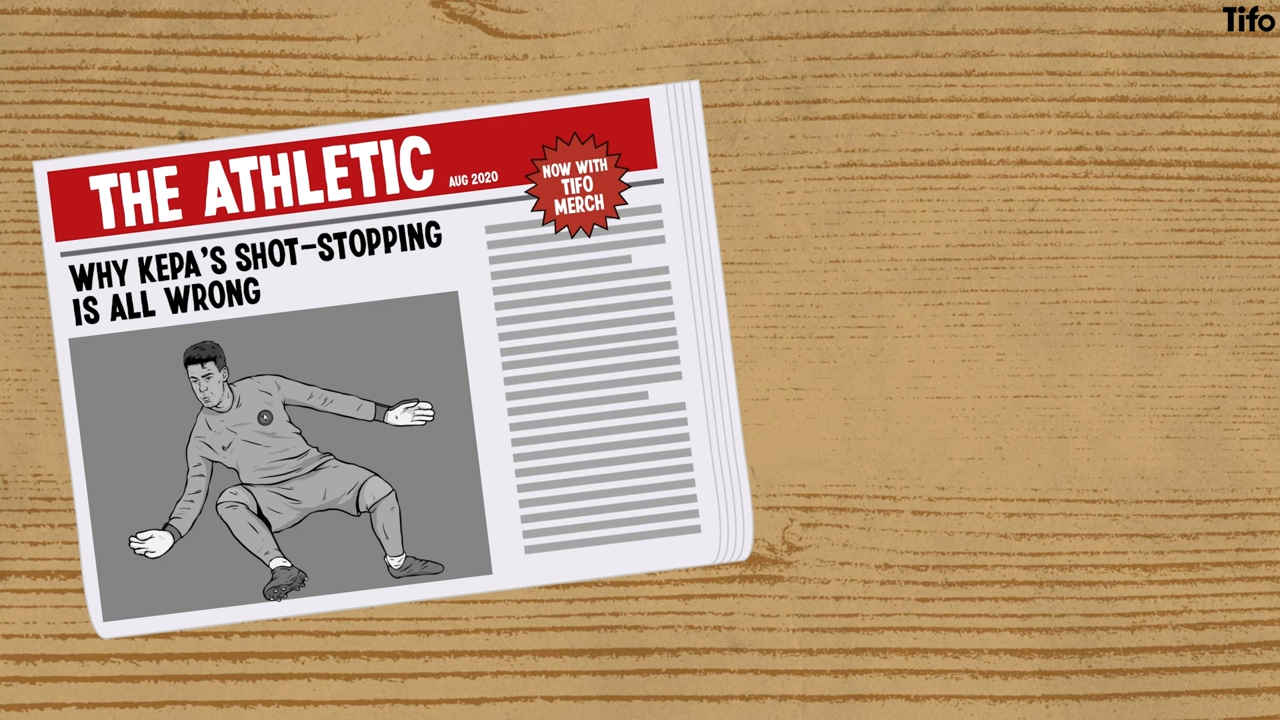 Tifo
THE ATHLETIC
AUG 2020
NOW WITH
TIFO
MERCH
WHY KEPA'S SHOT-STOPPING
IS ALL WRONG